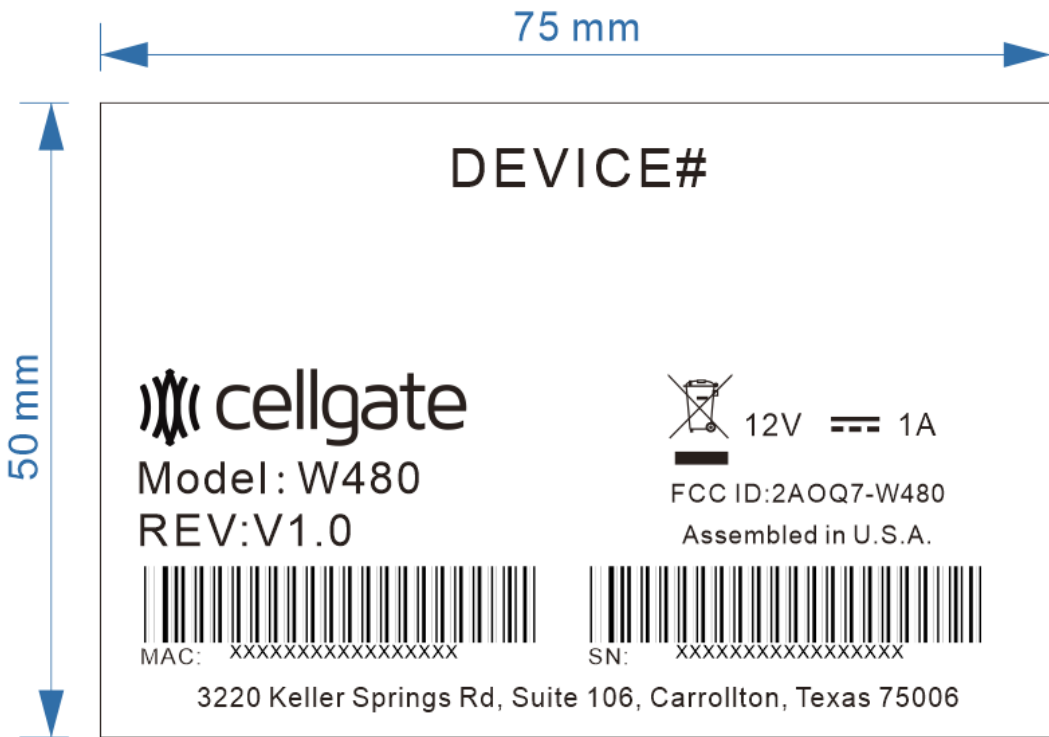 75 mm
50 mm
DEVICE#
cellgate
12V 1A
Model: W480
FCC ID:2AOQ7-W480
REV:V1.0
Assembled in U.S.A.
MAC: XXXXXXXXXXXXXXXXX
SN: XXXXXXXXXXXXXXXXX
3220 Keller Springs Rd, Suite 106, Carrollton, Texas 75006